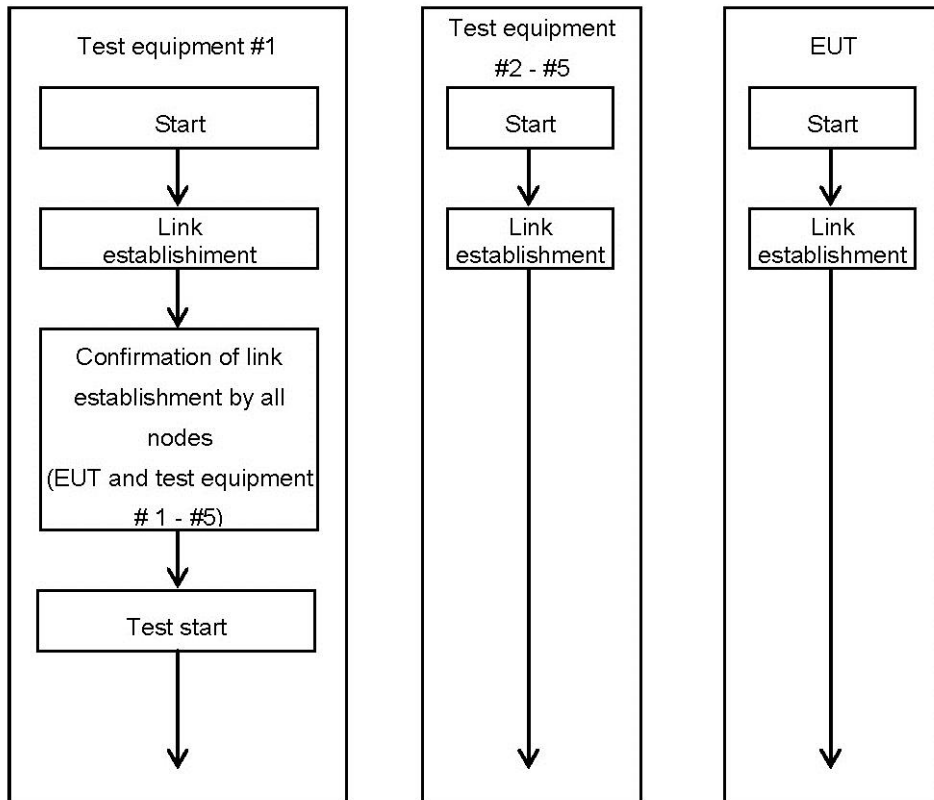 Test equipment #1
Start
Link
establishiment
Confirmation of link
establishment by all
nodes
(EUT and test equipment
# 1 - #5)
Test start
Test equipment
#2 - #5
Start
Link
establishment
EUT
Start
Link
establishment